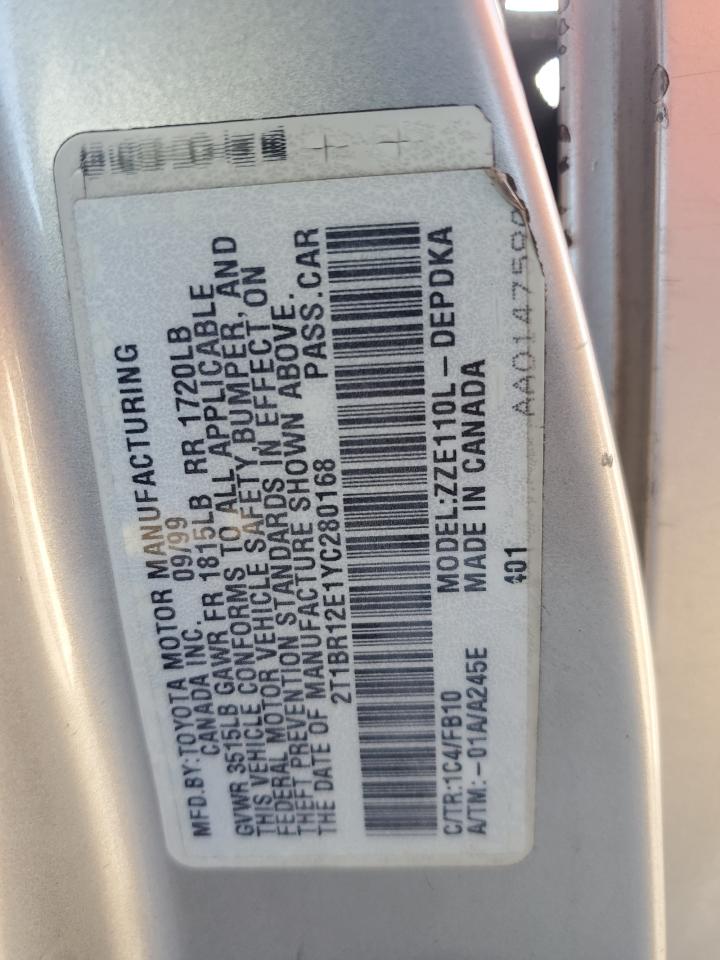 MFD.BY:TOYOTA MOTOR MANUFACTURING
CANADA INC. 09/99
GVWR 3515LB GAWR FR 1815LB RR 1720LB
THIS VEHICLE CONFORMS TO ALL APPLICABLE
FEDERAL MOTOR VEHICLE SAFETY,BUMPER, AND
THEFT PREVENTION STANDARDS IN EFFECT ON
THE DATE OF MANUFACTURE SHOWN ABOVE.
2T1BR12E1YC280168 PASS.CAR
C/TR:1C4/FB10 MODEL:ZZE110L-DEPDKA
A/TM:-01A/A245E MADE IN CANADA
401